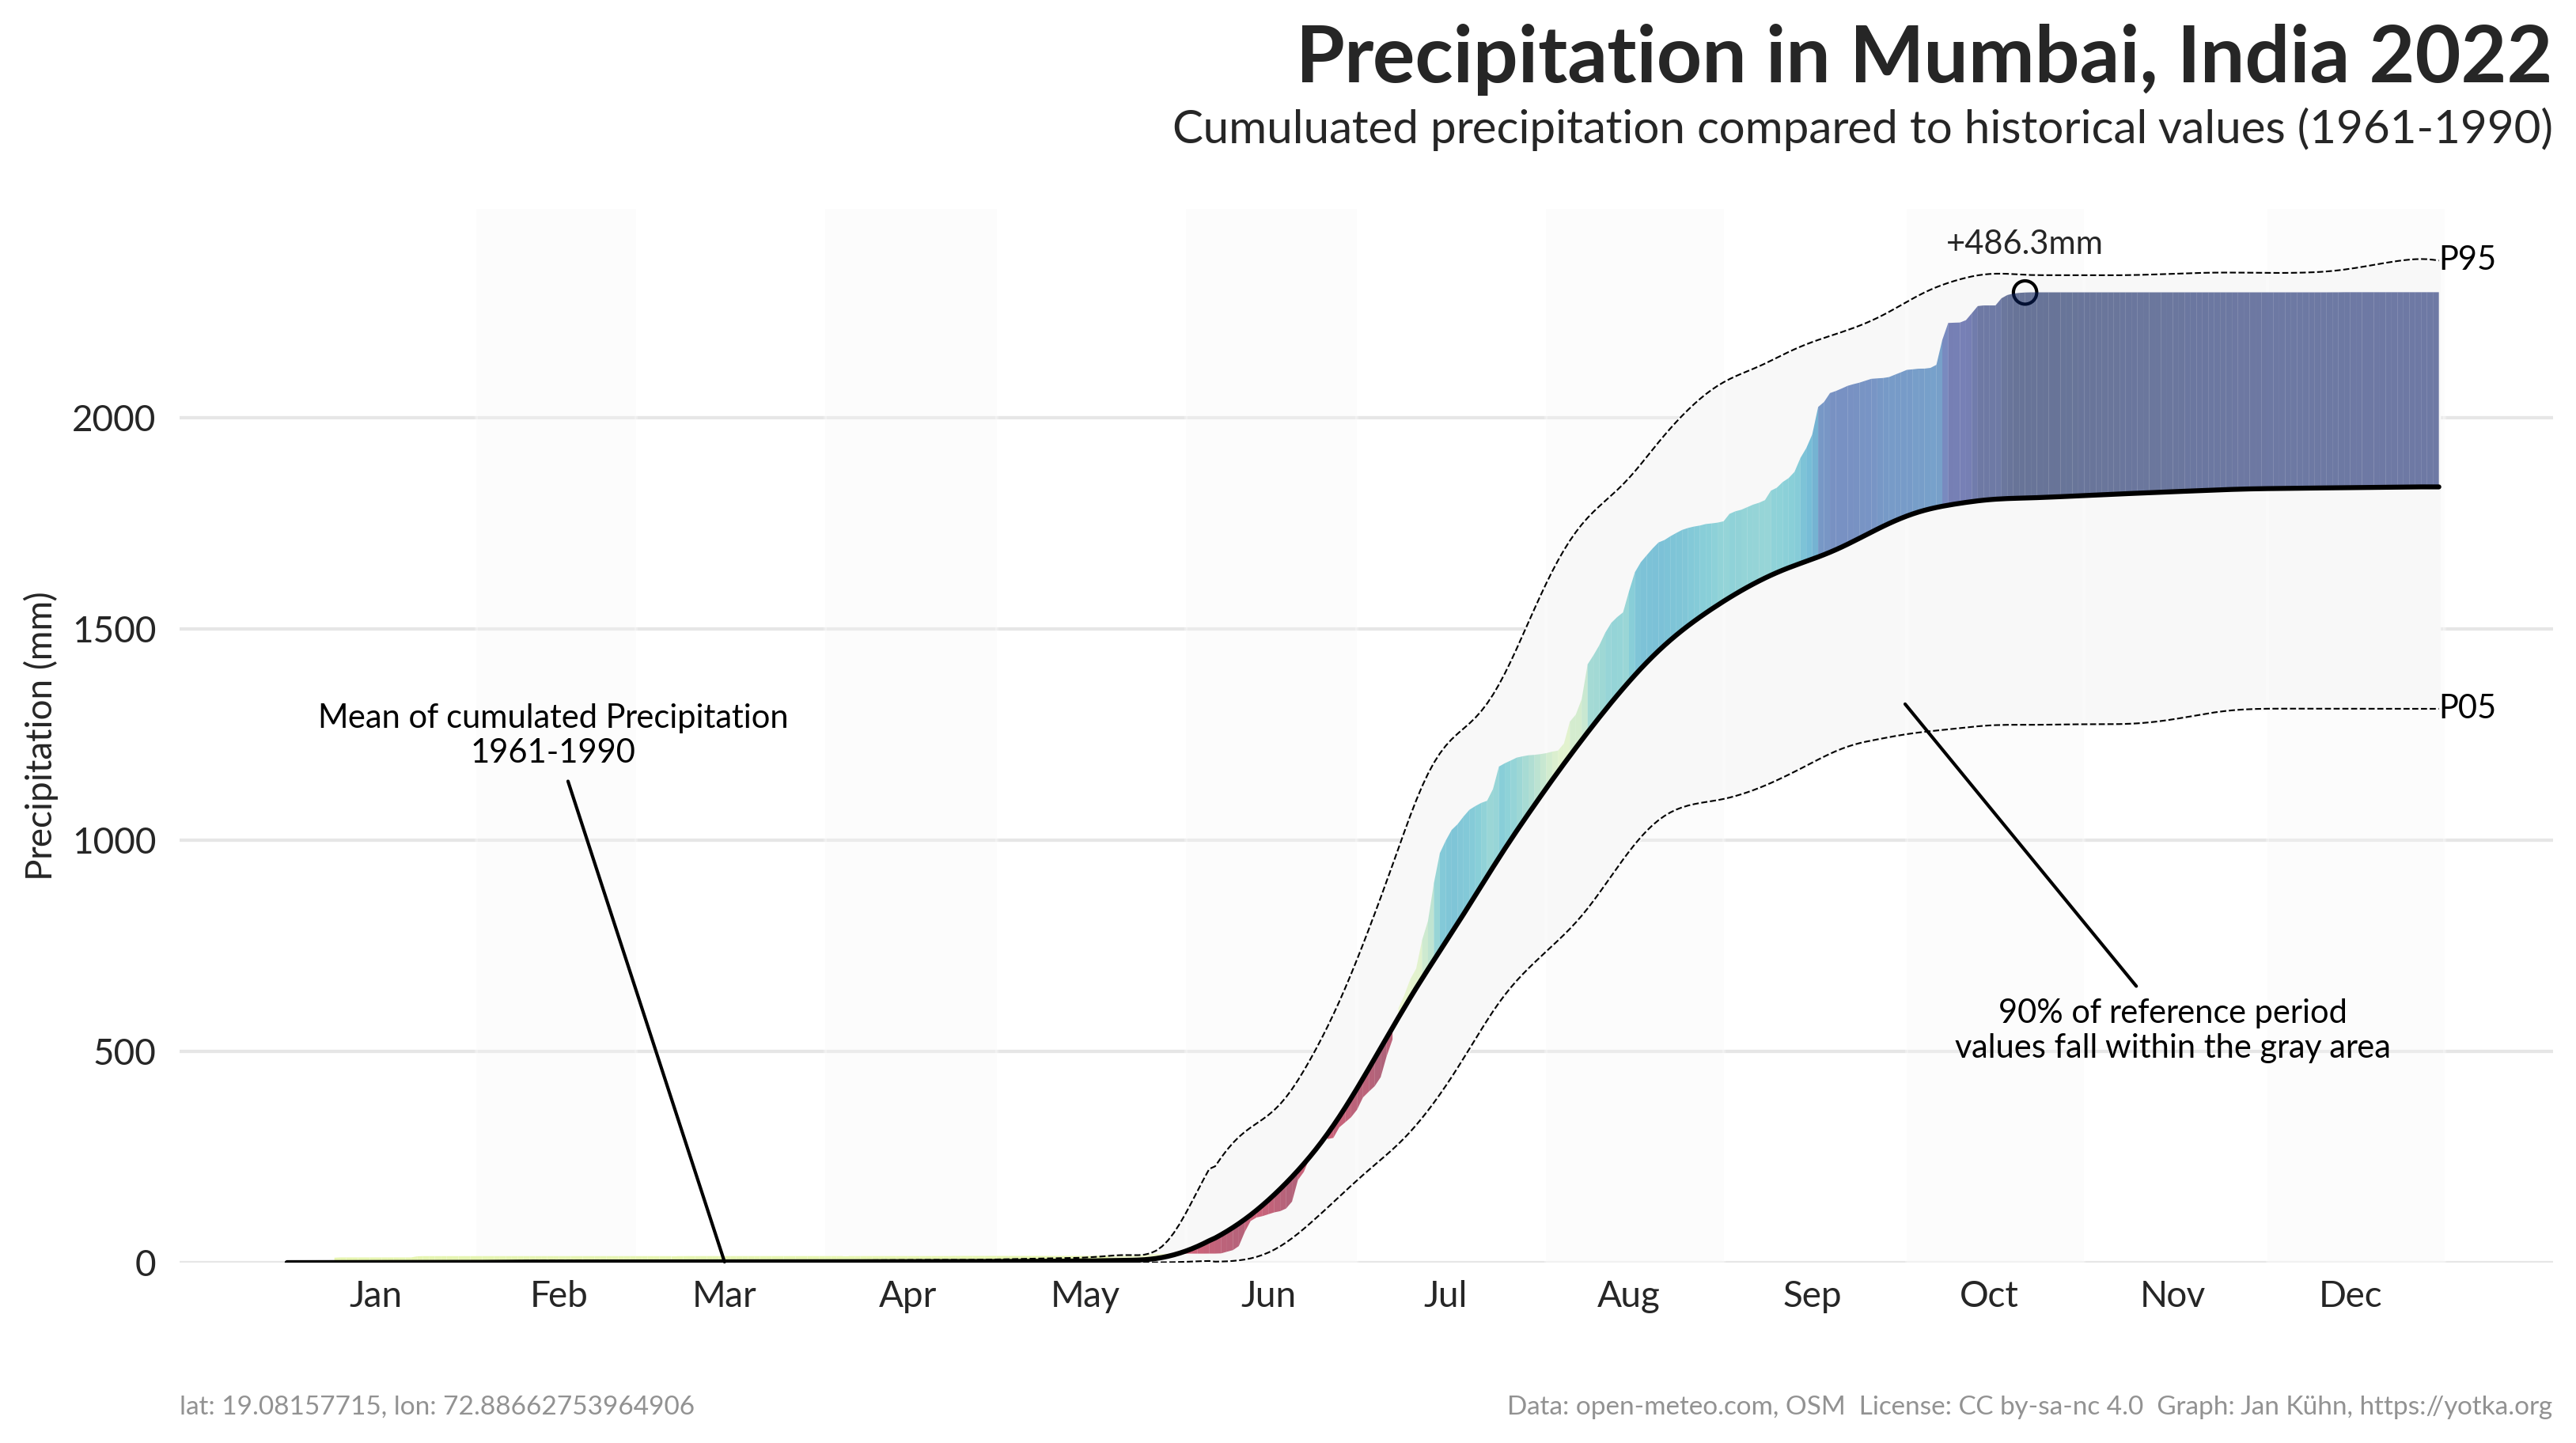 Precipitation in Mumbai, India 2022
Cumuluated precipitation compared to historical values (1961-1990)
+486.3mm
P95
2000
1500
Precipitation (mm)
Mean of cumulated Precipitation
1961-1990
P05
1000
90% of reference period
values fall within the gray area
500
0
Jan Feb Mar Apr May Jun Jul Aug Sep Oct Nov Dec
lat: 19.08157715, lon: 72.88662753964906
Data: open-meteo.com, OSM License: CC by-sa-nc 4.0 Graph: Jan Kühn, https://yotka.org